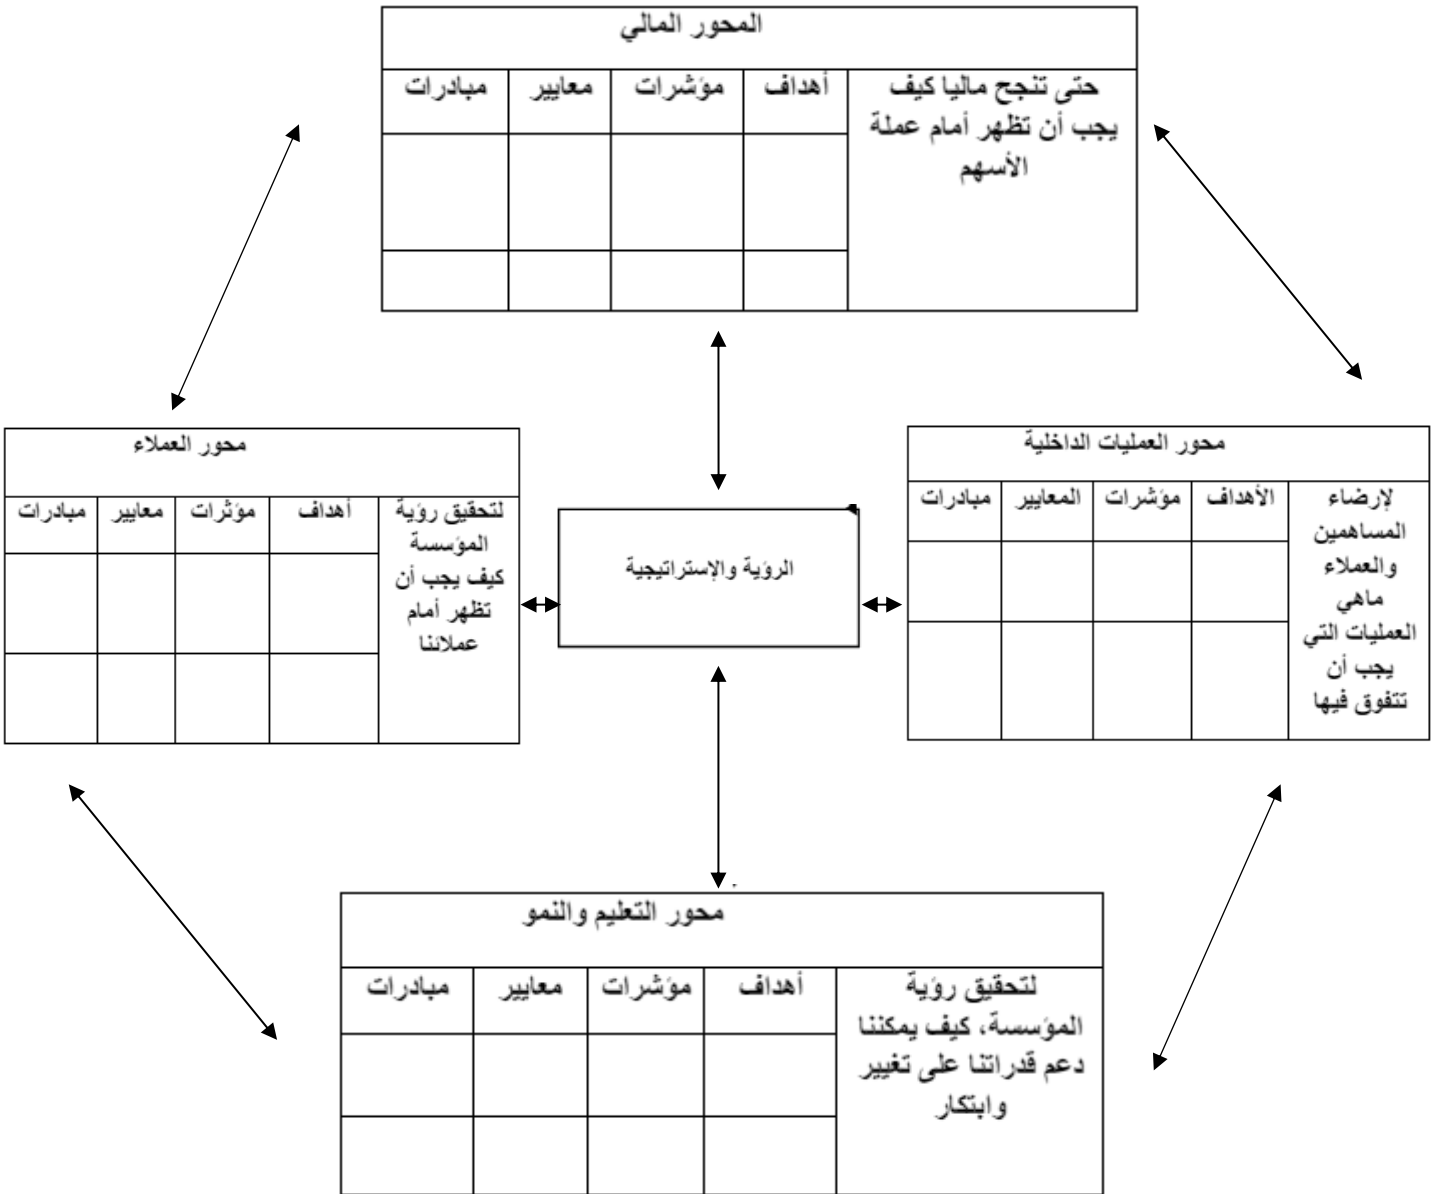 المحور المالي
أهداف مؤشرات معايير مبادرات
حتى تنجح ماليا كيف
يجب أن تظهر أمام عملة
الأسهم
محور العمليات الداخلية
الأهداف مؤشرات المعايير مبادرات
لإرضاء
المساهمين
والعملاء
ماهي
العمليات التي
يجب أن
تتفوق فيها
الرؤية والإستراتيجية
محور العملاء
أهداف مؤثرات معايير مبادرات
لتحقيق رؤية
المؤسسة
كيف يجب أن
تظهر أمام
عملائنا
محور التعليم والنمو
أهداف مؤشرات معايير مبادرات
لتحقيق رؤية
المؤسسة، كيف يمكننا
دعم قدراتنا على تغيير
وابتكار